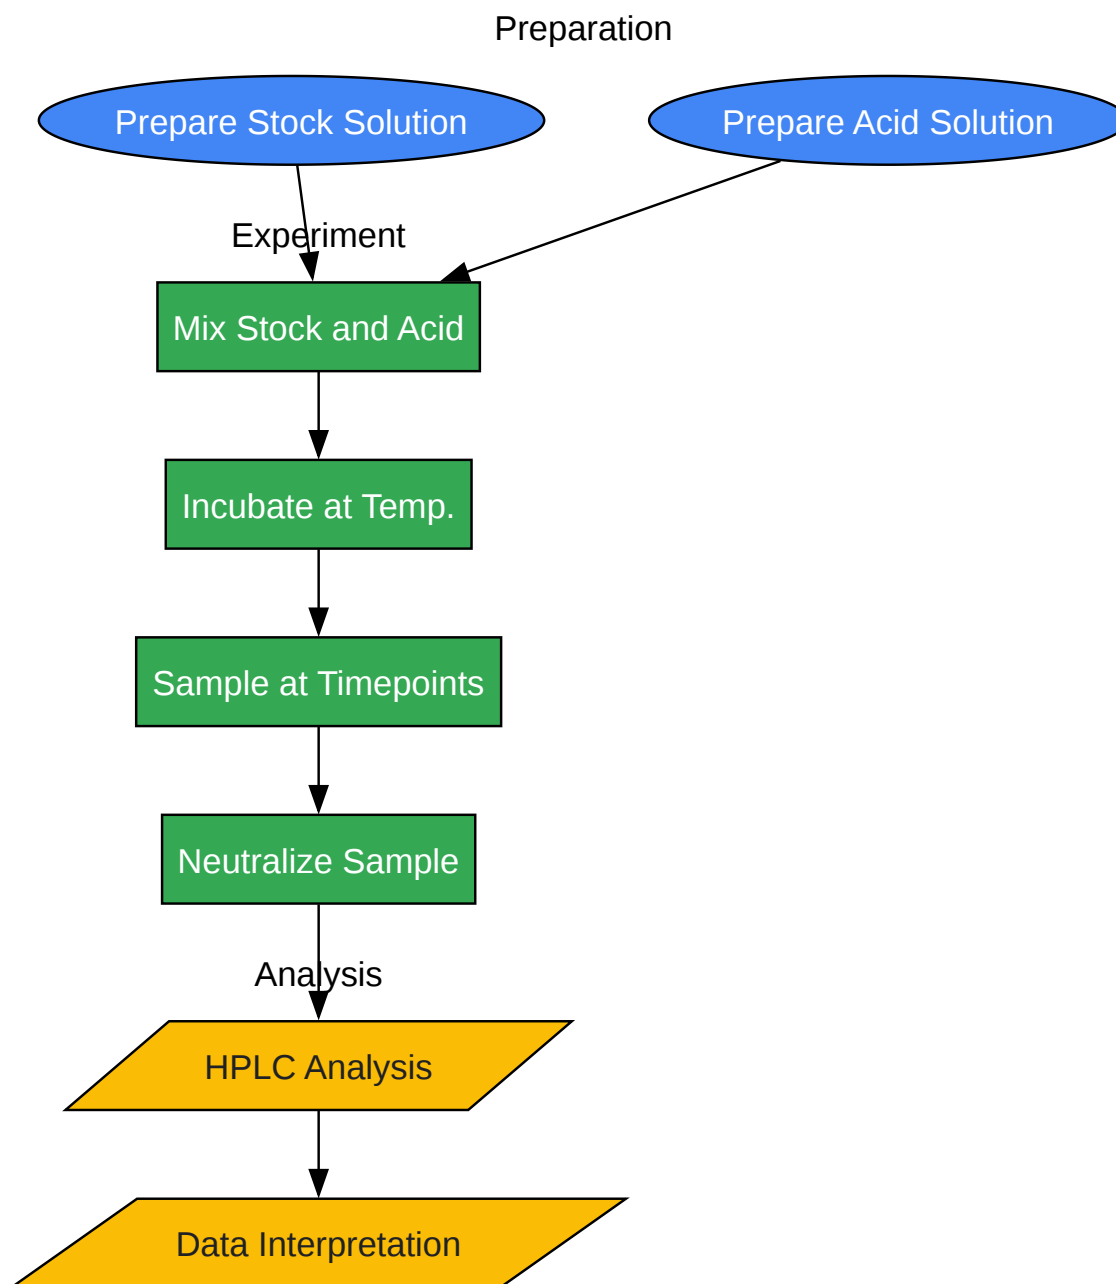 Preparation
Prepare Stock Solution
Prepare Acid Solution
Experiment
Mix Stock and Acid
Incubate at Temp.
Sample at Timepoints
Neutralize Sample
Analysis
HPLC Analysis
Data Interpretation